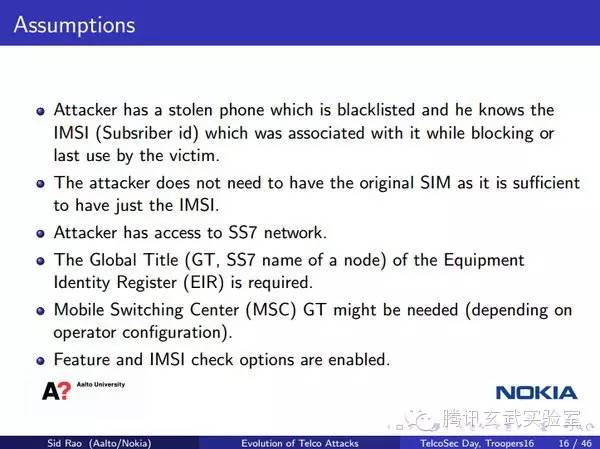 Assumptions
Attacker has a stolen phone which is blacklisted and he knows the
IMSI (Subsriber id) which was associated with it while blocking or
last use by the victim.
The attacker does not need to have the original SIM as it is sufficient
to have just the IMSI.
Attacker has access to SS7 network.
The Global Title (GT, SS7 name of a node) of the Equipment
Identity Register (EIR) is required.
Mobile Switching Center (MSC) GT might be needed (depending on
operator configuration).
Feature and IMSI check options are enabled.
A? Aalto University
NOKIA
腾讯玄武实验室
Sid Rao (Aalto/Nokia) Evolution of Telco Attacks TelcoSec Day, Troopers16 16 / 46